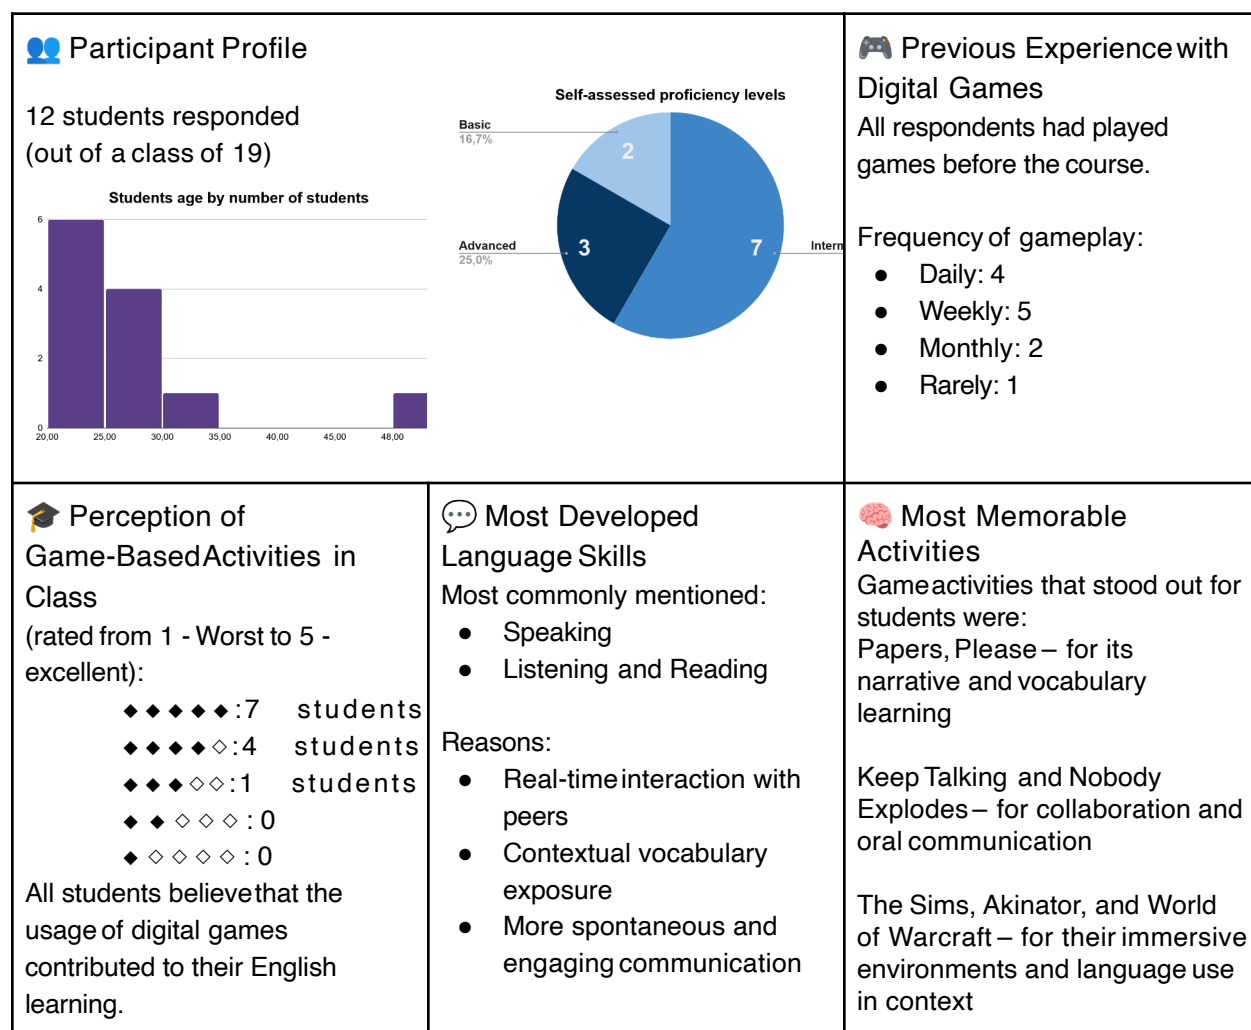 👥 Participant Profile
12 students responded
(out of a class of 19)
Students age by number of students
6
4
2
0
20,00 25,00 30,00 35,00 40,00 45,00 48,00
Self-assessed proficiency levels
Basic
16,7%
2
Advanced
25,0%
3
7
Intern
🎮 Previous Experience with
Digital Games
All respondents had played
games before the course.
Frequency of gameplay:
● Daily: 4
● Weekly: 5
● Monthly: 2
● Rarely: 1
🎓 Perception of
Game-Based Activities in
Class
(rated from 1 - Worst to 5 -
excellent):
◆◆◆◆◆:7 students
◆◆◆◆◇:4 students
◆◆◆◇◇:1 students
◆◆◇◇◇:0
◆◇◇◇◇:0
All students believe that the
usage of digital games
contributed to their English
learning.
💬 Most Developed
Language Skills
Most commonly mentioned:
● Speaking
● Listening and Reading
Reasons:
● Real-time interaction with
peers
● Contextual vocabulary
exposure
● More spontaneous and
engaging communication
🧠 Most Memorable
Activities
Game activities that stood out for
students were:
Papers, Please – for its
narrative and vocabulary
learning
Keep Talking and Nobody
Explodes – for collaboration and
oral communication
The Sims, Akinator, and World
of Warcraft – for their immersive
environments and language use
in context